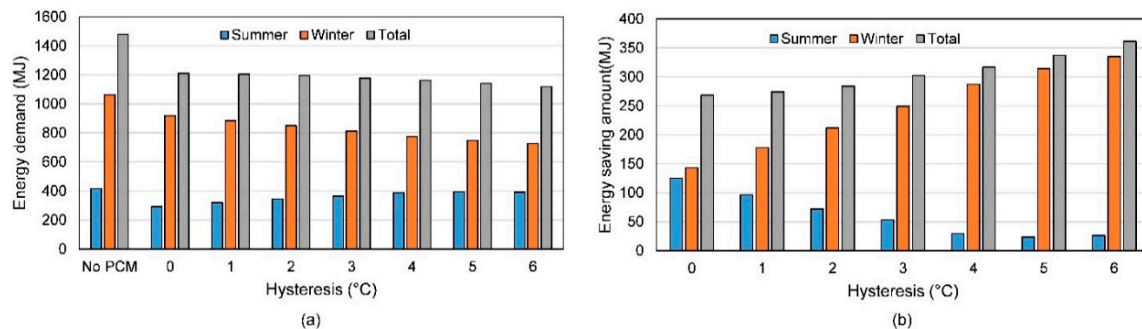 1600
1400
1200
1000
800
600
400
200
0
Energy demand (MJ)
Summer Winter Total
No PCM 0 1 2 3 4 5 6
Hysteresis (°C)
(a)
400
350
300
250
200
150
100
50
0
Energy saving amount(MJ)
Summer Winter Total
0 1 2 3 4 5 6
Hysteresis (°C)
(b)